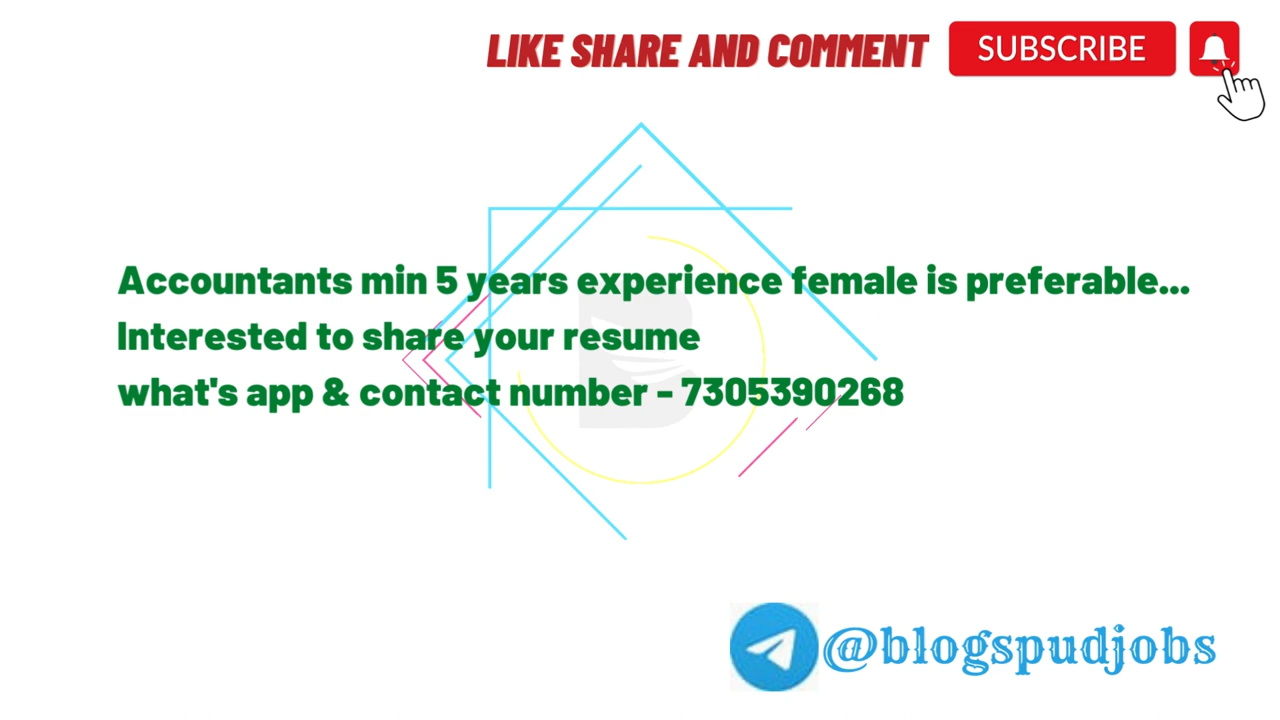 LIKE SHARE AND COMMENT SUBSCRIBE
Accountants min 5 years experience female is preferable...
Interested to share your resume
what's app & contact number - 7305390268
@blogspudjobs